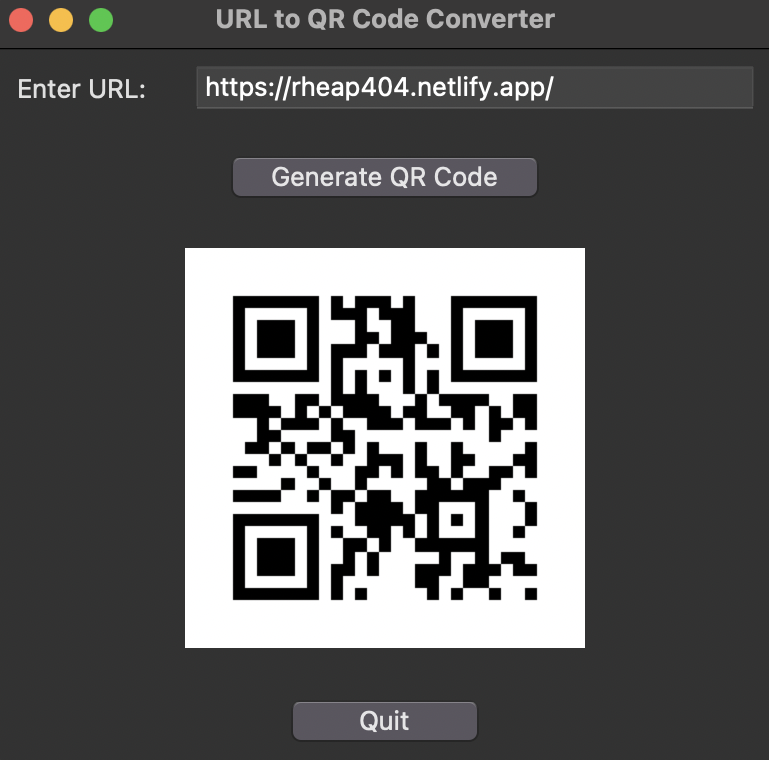 URL to QR Code Converter
Enter URL: https://rheap404.netlify.app/
Generate QR Code
Quit